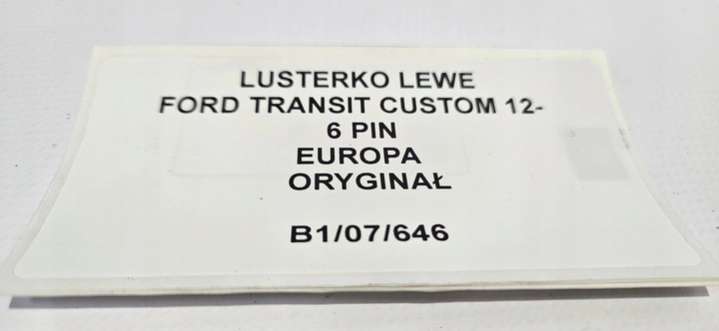 LUSTERKO LEWE
FORD TRANSIT CUSTOM 12-
6 PIN
EUROPA
ORYGINAŁ
B1/07/646